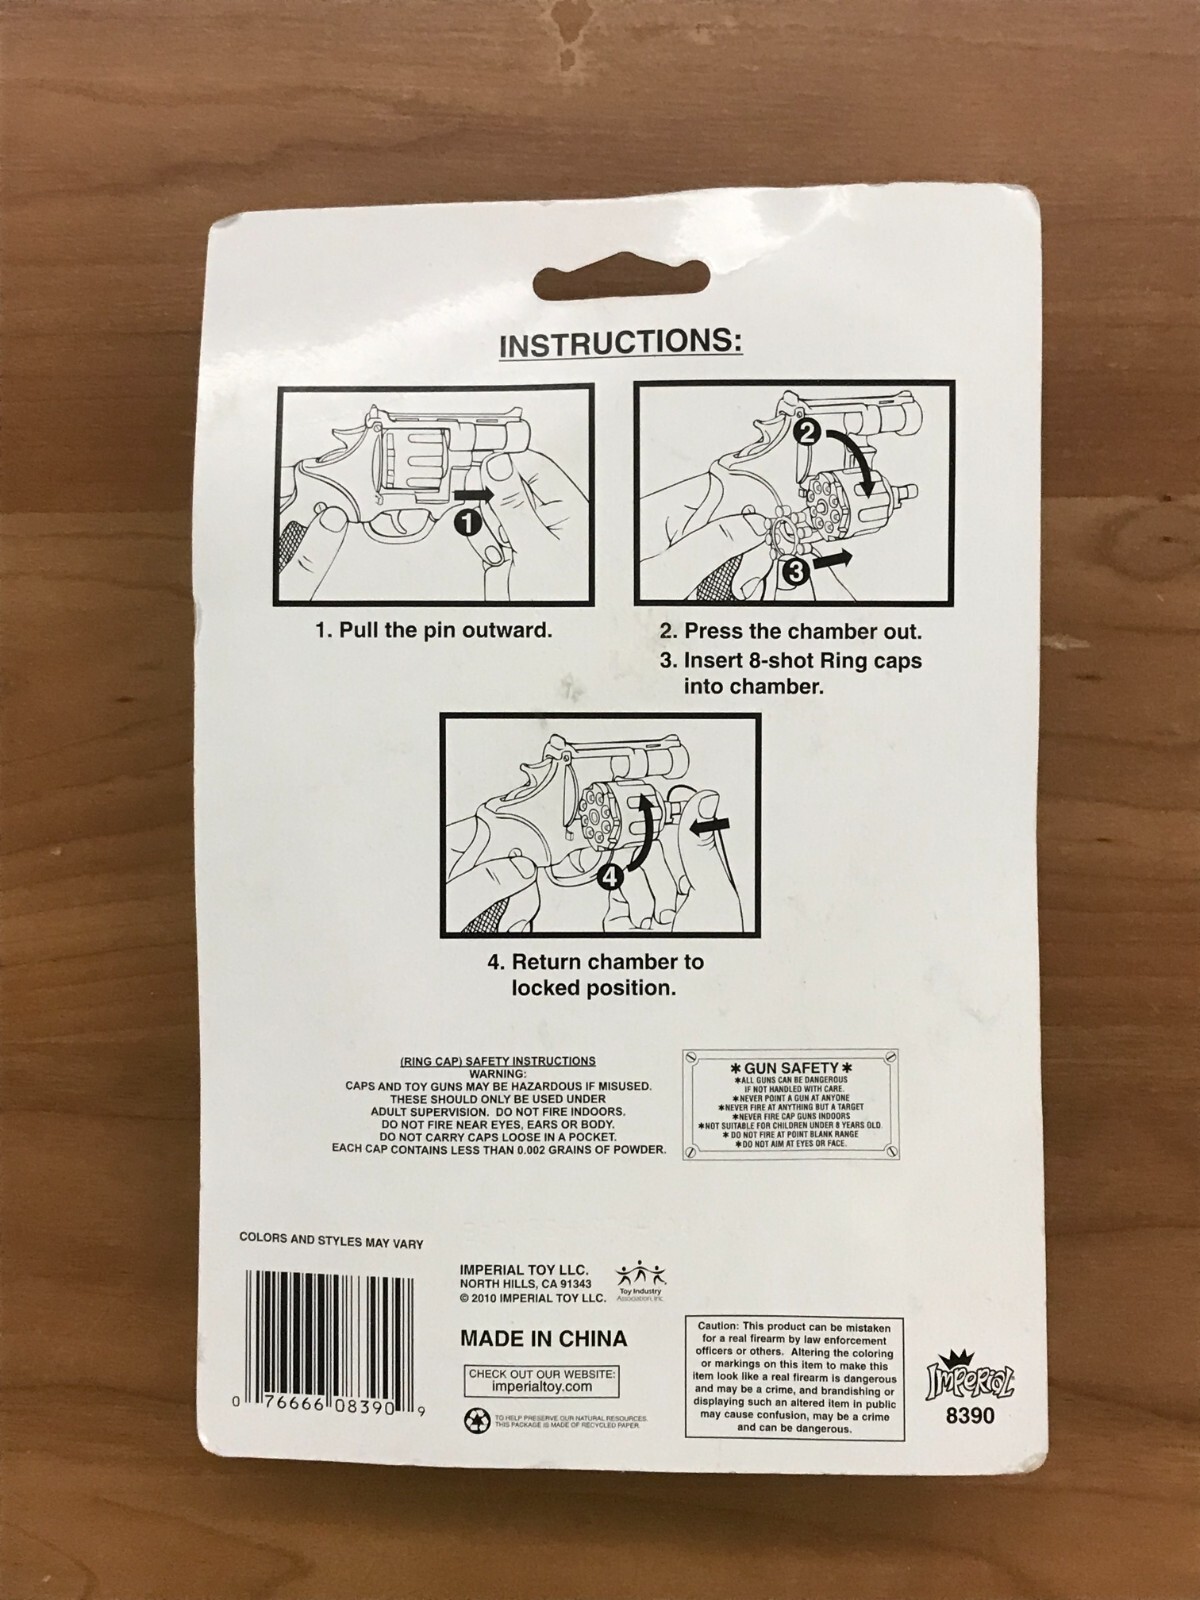 INSTRUCTIONS:
1
2
3
1. Pull the pin outward.
2. Press the chamber out.
3. Insert 8-shot Ring caps
into chamber.
4
4. Return chamber to
locked position.
(RING CAP) SAFETY INSTRUCTIONS
WARNING:
CAPS AND TOY GUNS MAY BE HAZARDOUS IF MISUSED.
THESE SHOULD ONLY BE USED UNDER
ADULT SUPERVISION. DO NOT FIRE INDOORS.
DO NOT FIRE NEAR EYES, EARS OR BODY.
DO NOT CARRY CAPS LOOSE IN A POCKET.
EACH CAP CONTAINS LESS THAN 0.002 GRAINS OF POWDER.
* GUN SAFETY *
*ALL GUNS CAN BE DANGEROUS
IF NOT HANDLED WITH CARE.
*NEVER POINT A GUN AT ANYONE
*NEVER FIRE AT ANYTHING BUT A TARGET
*NEVER FIRE CAP GUNS INDOORS
*NOT SUITABLE FOR CHILDREN UNDER 8 YEARS OLD.
* DO NOT FIRE AT POINT BLANK RANGE
*DO NOT AIM AT EYES OR FACE.
COLORS AND STYLES MAY VARY
0 76666 08390 9
IMPERIAL TOY LLC.
NORTH HILLS, CA 91343
© 2010 IMPERIAL TOY LLC.
Toy Industry
Association, Inc.
MADE IN CHINA
CHECK OUT OUR WEBSITE:
imperialtoy.com
TO HELP PRESERVE OUR NATURAL RESOURCES
THIS PACKAGE IS MADE OF RECYCLED PAPER.
Caution: This product can be mistaken
for a real firearm by law enforcement
officers or others. Altering the coloring
or markings on this item to make this
item look like a real firearm is dangerous
and may be a crime, and brandishing or
displaying such an altered item in public
may cause confusion, may be a crime
and can be dangerous.
IMPERIAL
8390